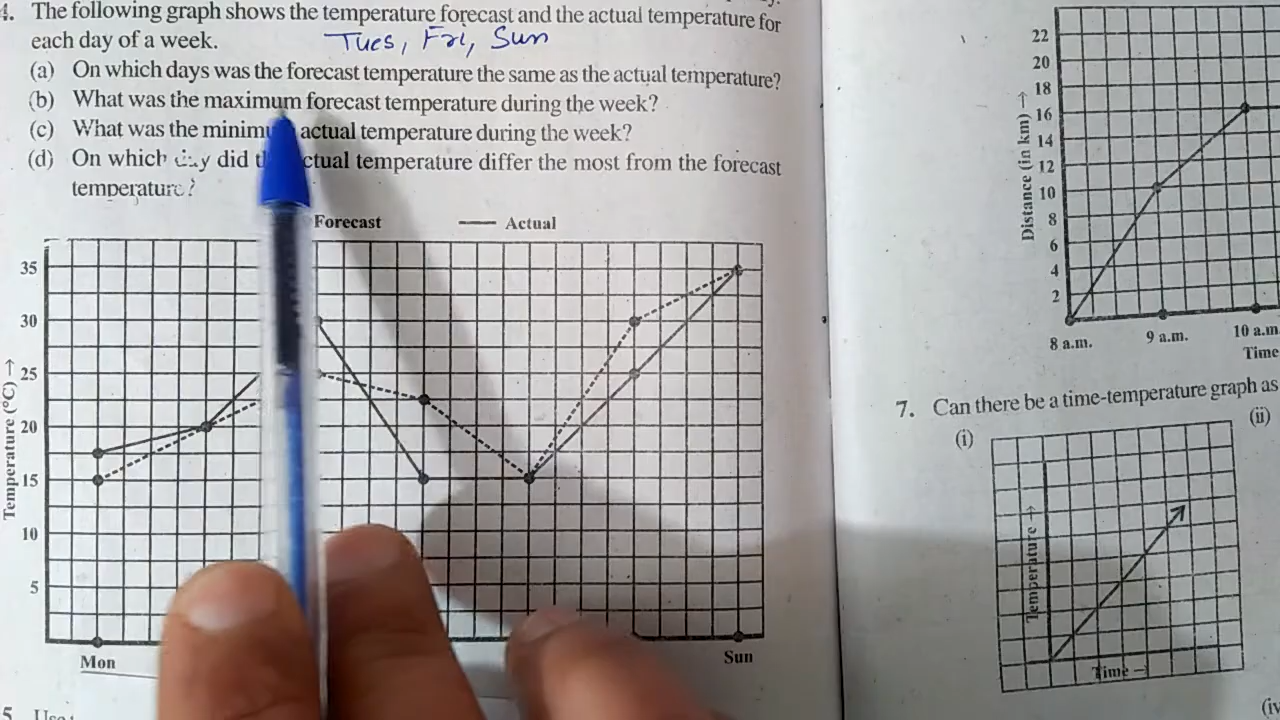 4. The following graph shows the temperature forecast and the actual temperature for
each day of a week. Tues, Fri, Sun
(a) On which days was the forecast temperature the same as the actual temperature?
(b) What was the maximum forecast temperature during the week?
(c) What was the minimu actual temperature during the week?
(d) On which day did t ctual temperature differ the most from the forecast
temperature?
Forecast Actual
35
30
25
20
15
10
5
Temperature (°C) →
Mon Sun
5. Use
22
20
18
16
14
12
10
8
6
4
2
Distance (in km) →
8 a.m. 9 a.m. 10 a.m
Time
7. Can there be a time-temperature graph as
(i) (ii)
Temperature →
Time →
(iv